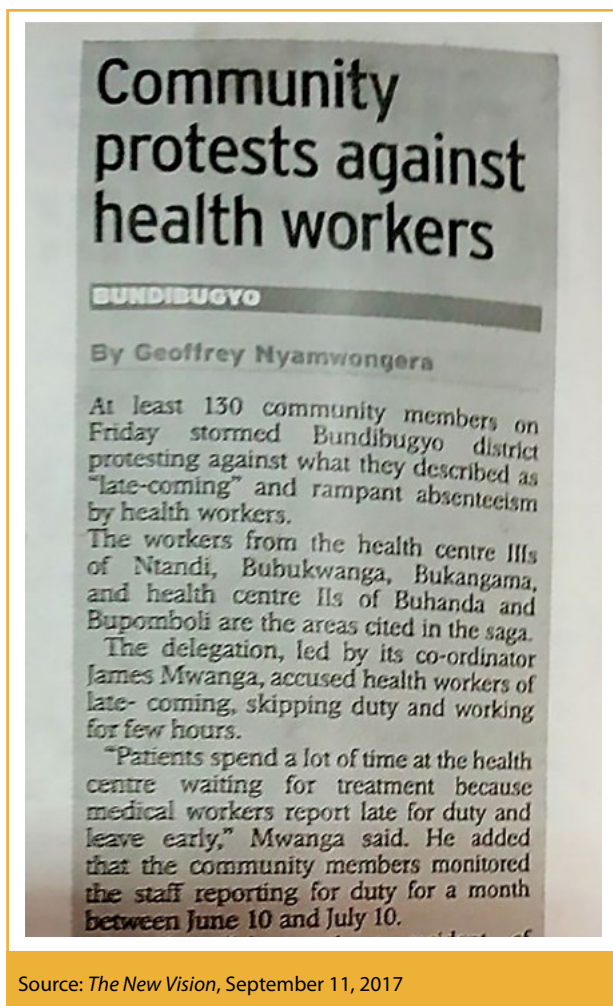 Community
protests against
health workers
BUNDIBUGYO
By Geoffrey Nyamwongera
At least 130 community members on
Friday stormed Bundibugyo district
protesting against what they described as
"late-coming" and rampant absenteeism
by health workers.
The workers from the health centre IIIs
of Ntandi, Bubukwanga, Bukangama,
and health centre IIs of Buhanda and
Bupomboli are the areas cited in the saga.
The delegation, led by its co-ordinator
James Mwanga, accused health workers of
late- coming, skipping duty and working
for few hours.
"Patients spend a lot of time at the health
centre waiting for treatment because
medical workers report late for duty and
leave early," Mwanga said. He added
that the community members monitored
the staff reporting for duty for a month
between June 10 and July 10.
Source: The New Vision, September 11, 2017